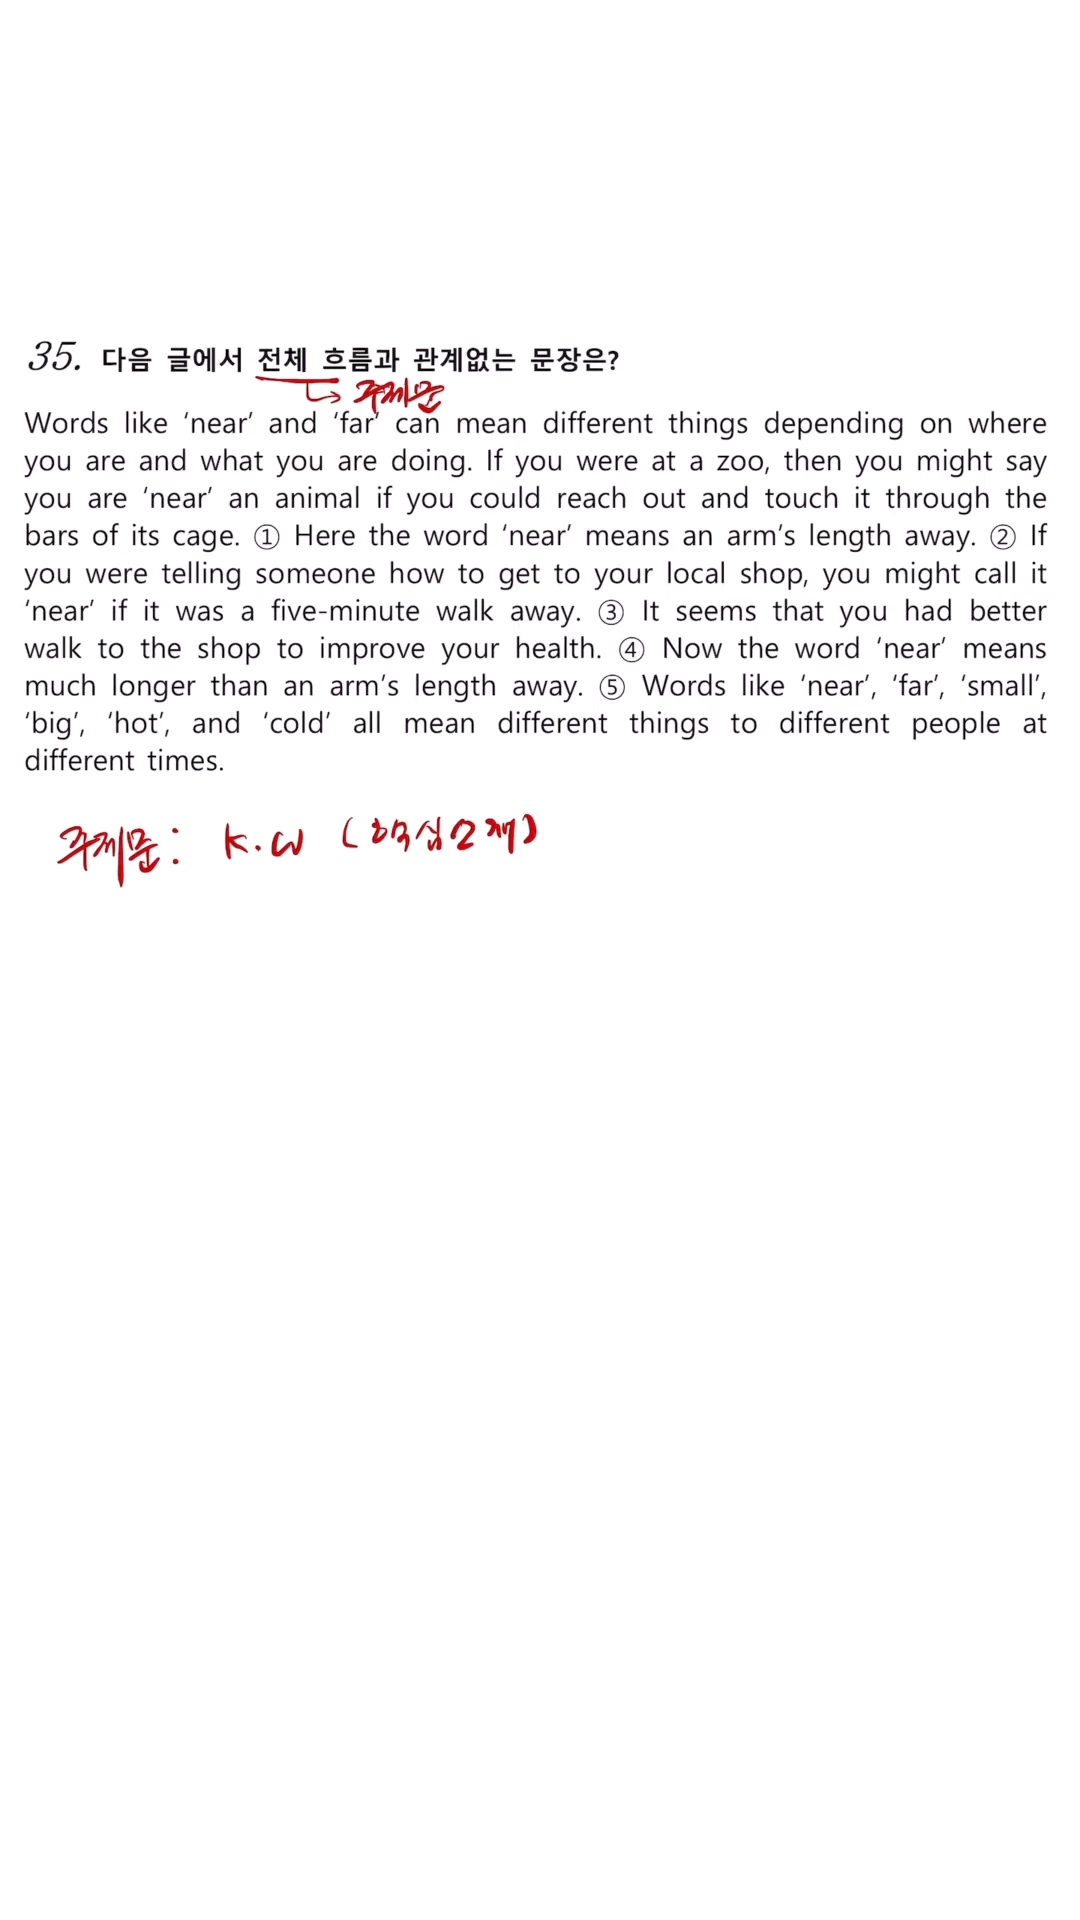 35. 다음 글에서 전체 흐름과 관계없는 문장은?
↳ 주제문
Words like ‘near’ and ‘far’ can mean different things depending on where
you are and what you are doing. If you were at a zoo, then you might say
you are ‘near’ an animal if you could reach out and touch it through the
bars of its cage. ① Here the word ‘near’ means an arm’s length away. ② If
you were telling someone how to get to your local shop, you might call it
‘near’ if it was a five-minute walk away. ③ It seems that you had better
walk to the shop to improve your health. ④ Now the word ‘near’ means
much longer than an arm’s length away. ⑤ Words like ‘near’, ‘far’, ‘small’,
‘big’, ‘hot’, and ‘cold’ all mean different things to different people at
different times.
주제문: K.W (핵심소재)